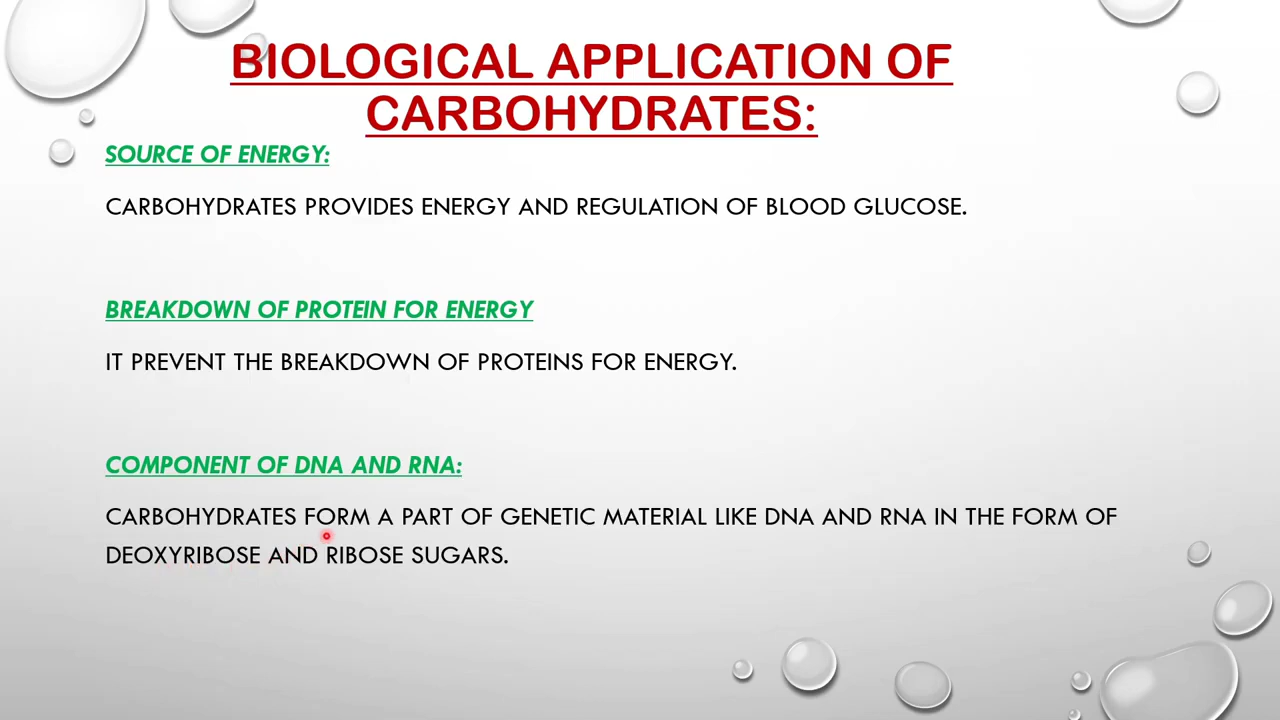 BIOLOGICAL APPLICATION OF
CARBOHYDRATES:
SOURCE OF ENERGY:
CARBOHYDRATES PROVIDES ENERGY AND REGULATION OF BLOOD GLUCOSE.
BREAKDOWN OF PROTEIN FOR ENERGY
IT PREVENT THE BREAKDOWN OF PROTEINS FOR ENERGY.
COMPONENT OF DNA AND RNA:
CARBOHYDRATES FORM A PART OF GENETIC MATERIAL LIKE DNA AND RNA IN THE FORM OF
DEOXYRIBOSE AND RIBOSE SUGARS.